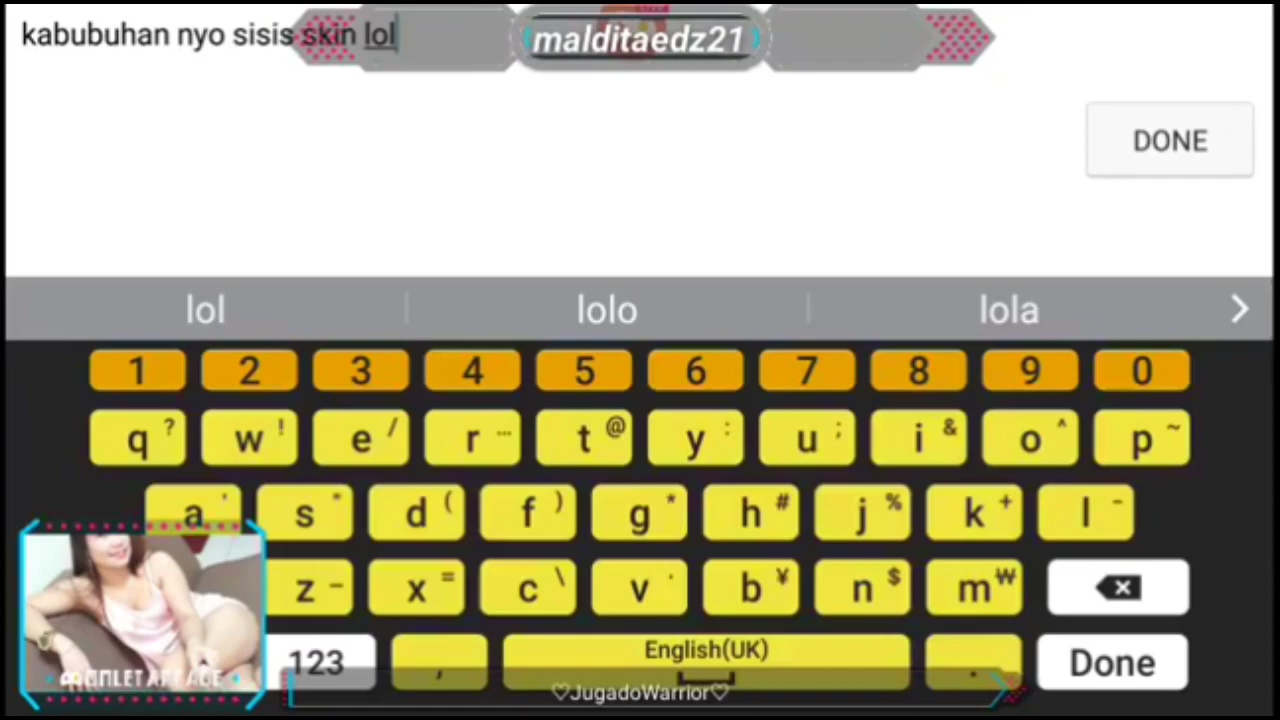 kabubuhan nyo sisis skin lol
malditaedz21
DONE
lol lolo lola
1 2 3 4 5 6 7 8 9 0
q ? w ! e / r ... t @ y : u ; i & o ^ p ~
a ' s " d ( f ) g * h # j % k + l -
z - x = c \ v · b ¥ n $ m ₩
123 , English(UK) . Done
♡JugadoWarrior♡